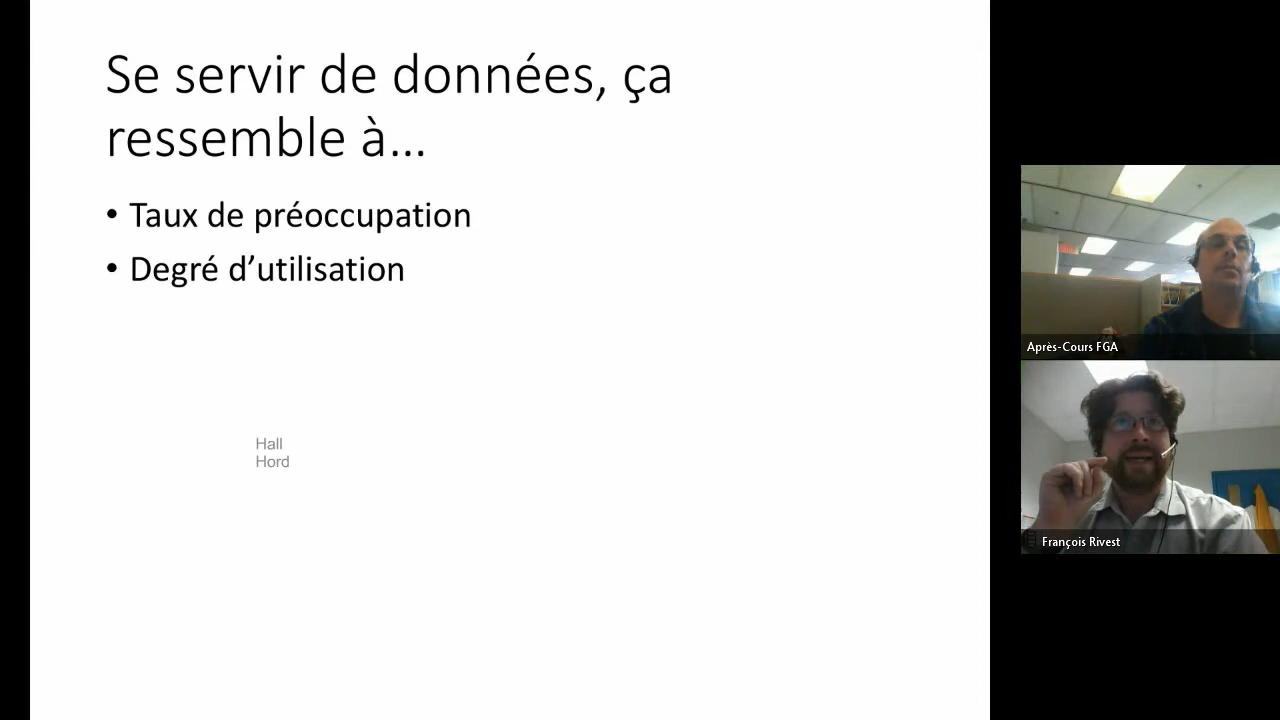 Se servir de données, ça
ressemble à...
• Taux de préoccupation
• Degré d’utilisation
Hall
Hord
Après-Cours FGA
François Rivest